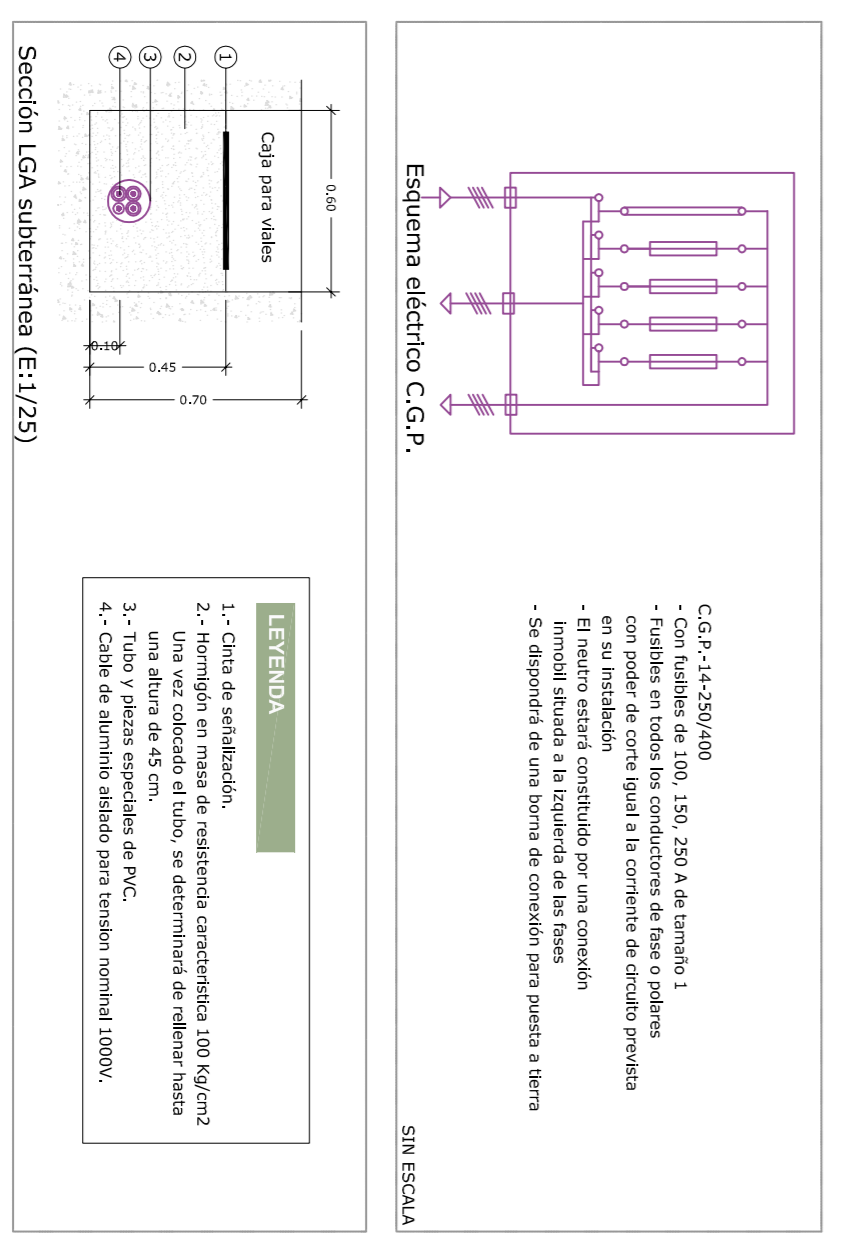 C.G.P.-14-250/400
- Con fusibles de 100, 150, 250 A de tamaño 1
- Fusibles en todos los conductores de fase o polares
con poder de corte igual a la corriente de circuito prevista
en su instalación
- El neutro estará constituido por una conexión
inmobil situada a la izquierda de las fases
- Se dispondrá de una borna de conexión para puesta a tierra
Esquema eléctrico C.G.P.
SIN ESCALA
0.60
Caja para viales
1
2
3
4
0.10
0.45
0.70
Sección LGA subterránea (E:1/25)
LEYENDA
1.- Cinta de señalización.
2.- Hormigón en masa de resistencia caracteristica 100 Kg/cm2
Una vez colocado el tubo, se determinará de rellenar hasta
una altura de 45 cm.
3.- Tubo y piezas especiales de PVC.
4.- Cable de aluminio aislado para tension nominal 1000V.